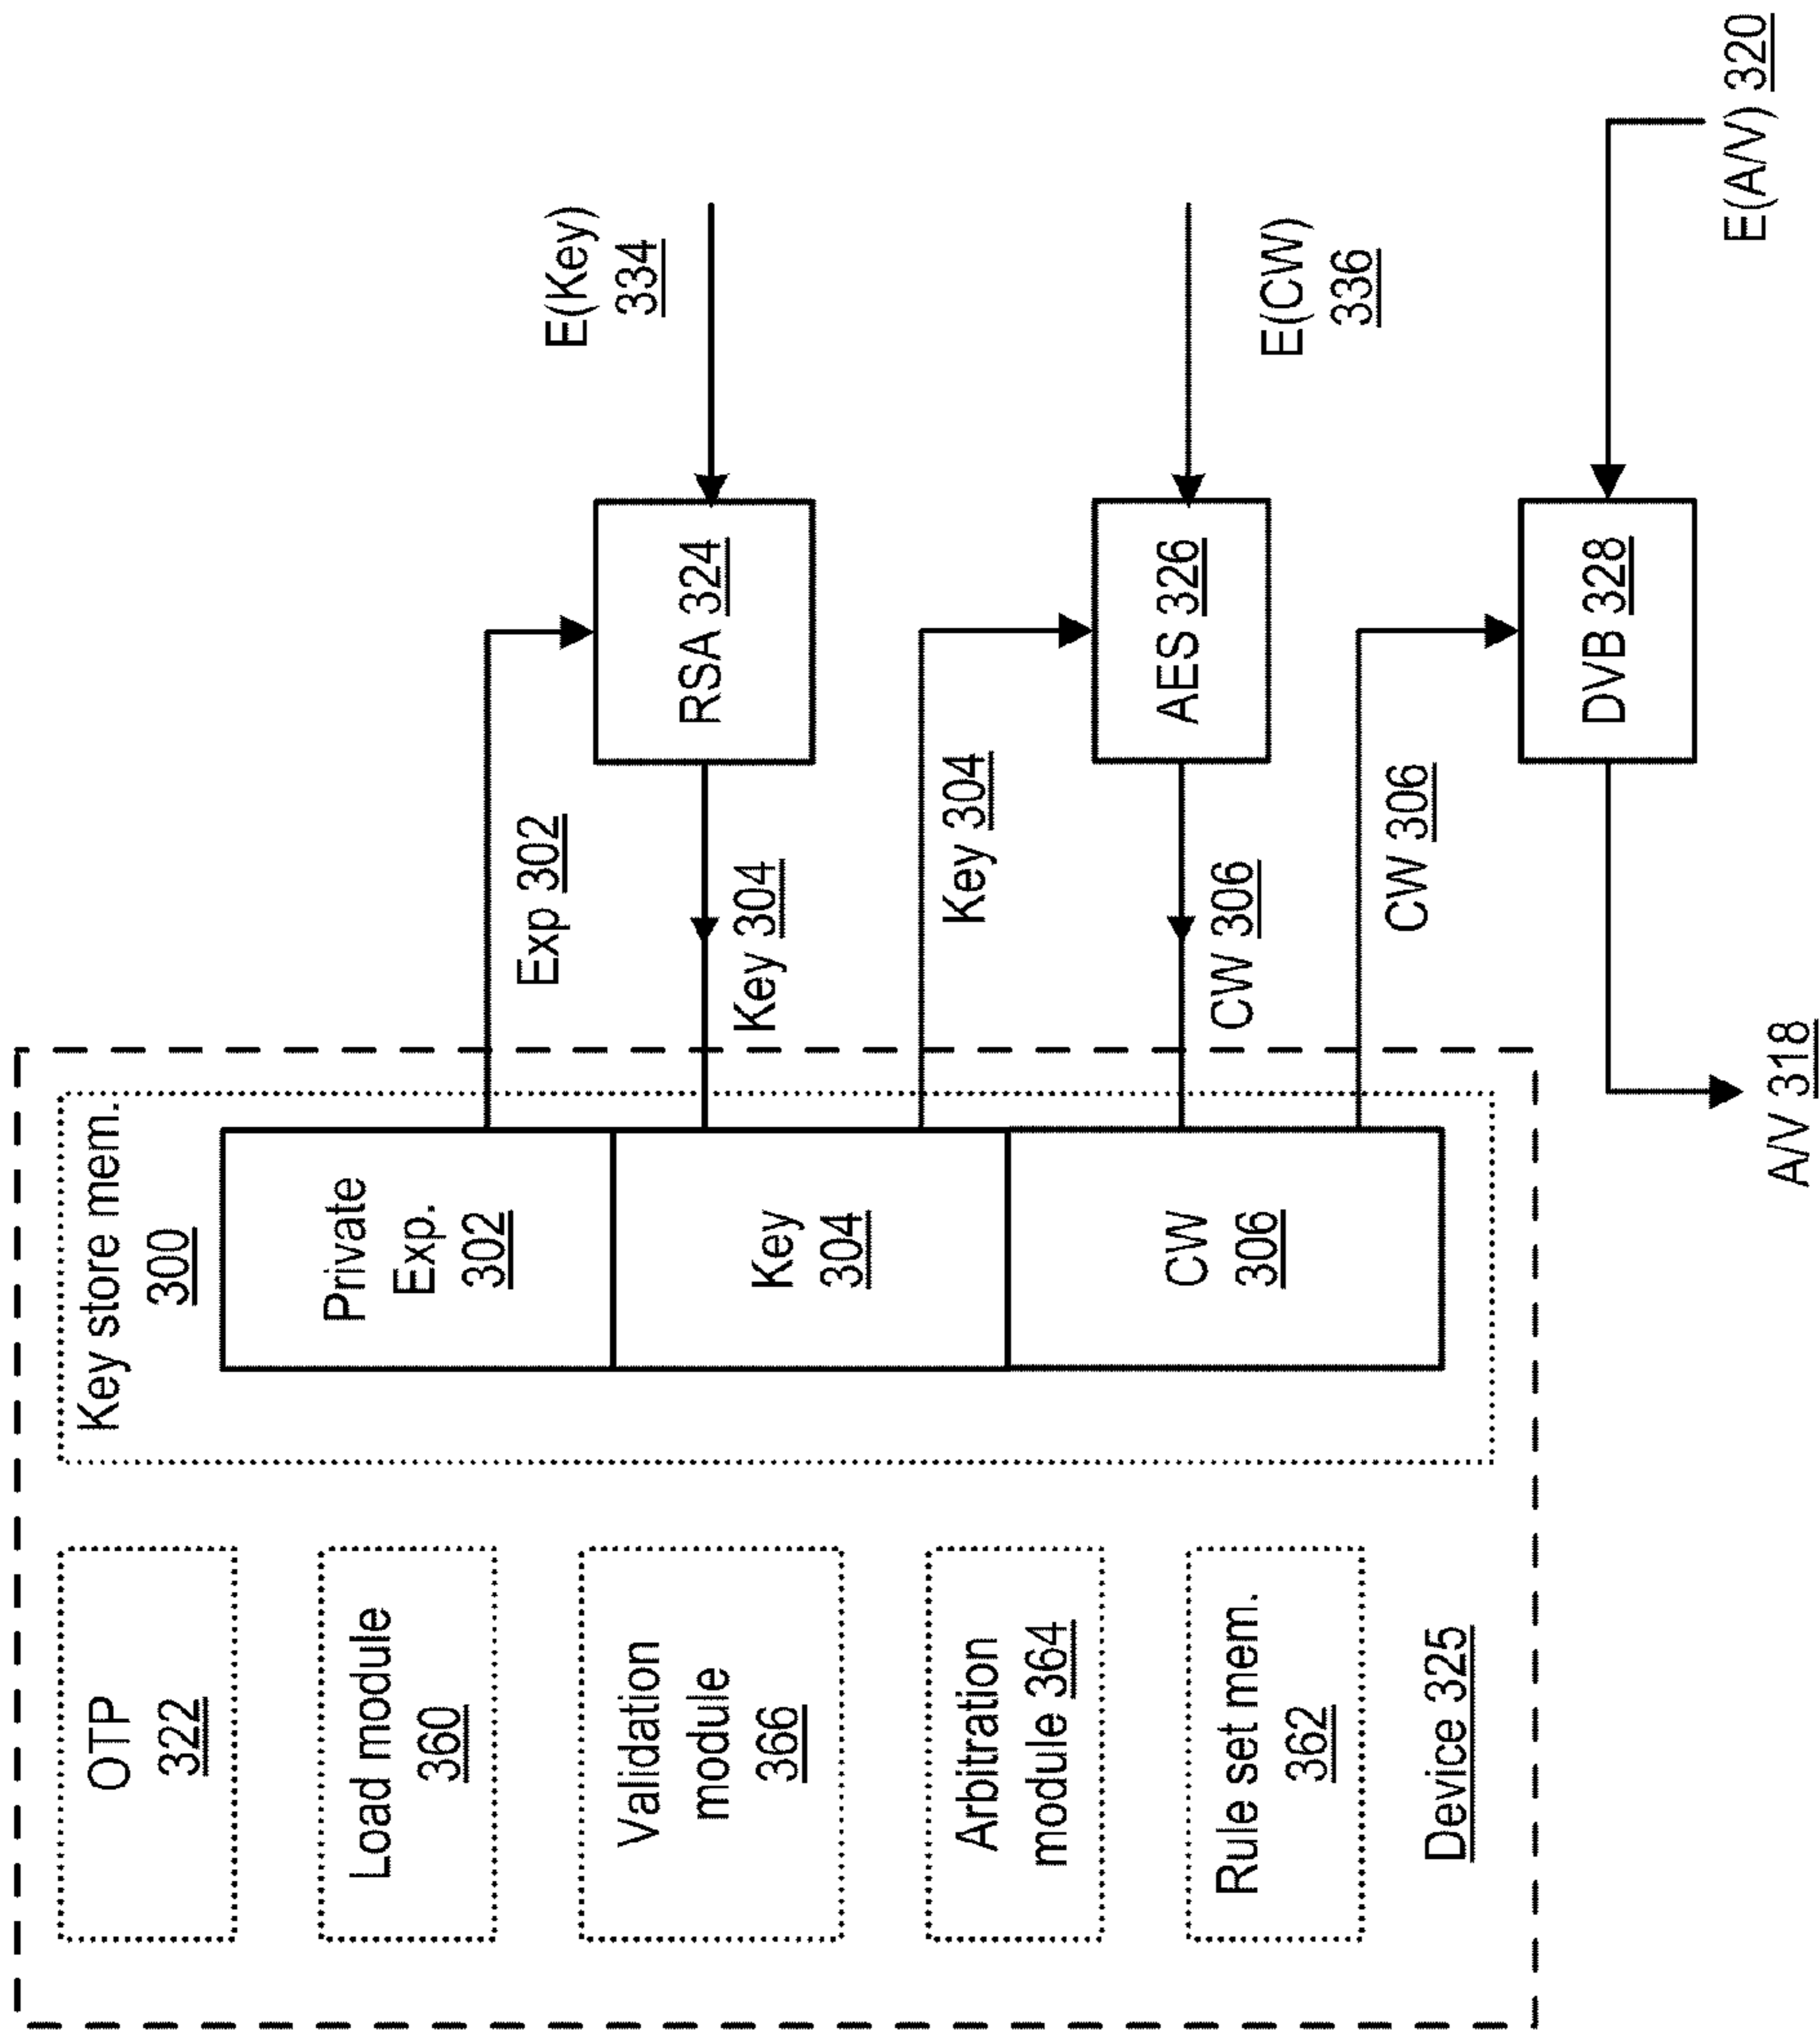 OTP
322
Load module
360
Validation
module
366
Arbitration
module 364
Rule set mem.
362
Device 325
Key store mem.
300
Private
Exp.
302
Key
304
CW
306
Exp 302
Key 304
Key 304
CW 306
CW 306
RSA 324
AES 326
DVB 328
E(Key)
334
E(CW)
336
E(A/V) 320
A/V 318